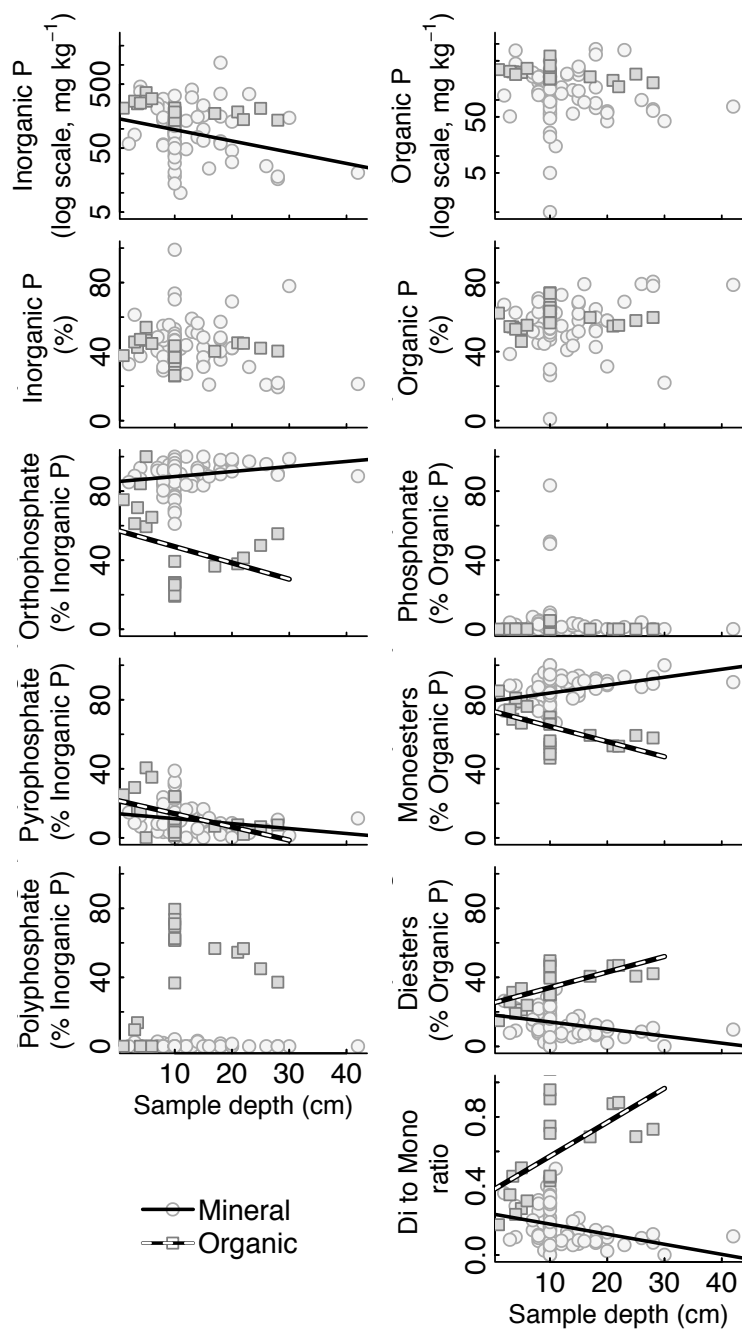 Inorganic P
(log scale, mg kg⁻¹)
500
50
5
Organic P
(log scale, mg kg⁻¹)
50
5
Inorganic P
(%)
80
40
0
Organic P
(%)
80
40
0
Orthophosphate
(% Inorganic P)
80
40
0
Phosphonate
(% Organic P)
80
40
0
Pyrophosphate
(% Inorganic P)
80
40
0
Monoesters
(% Organic P)
80
40
0
Polyphosphate
(% Inorganic P)
80
40
0
10 20 30 40
Sample depth (cm)
Diesters
(% Organic P)
80
40
0
Di to Mono
ratio
0.8
0.4
0.0
10 20 30 40
Sample depth (cm)
Mineral
Organic